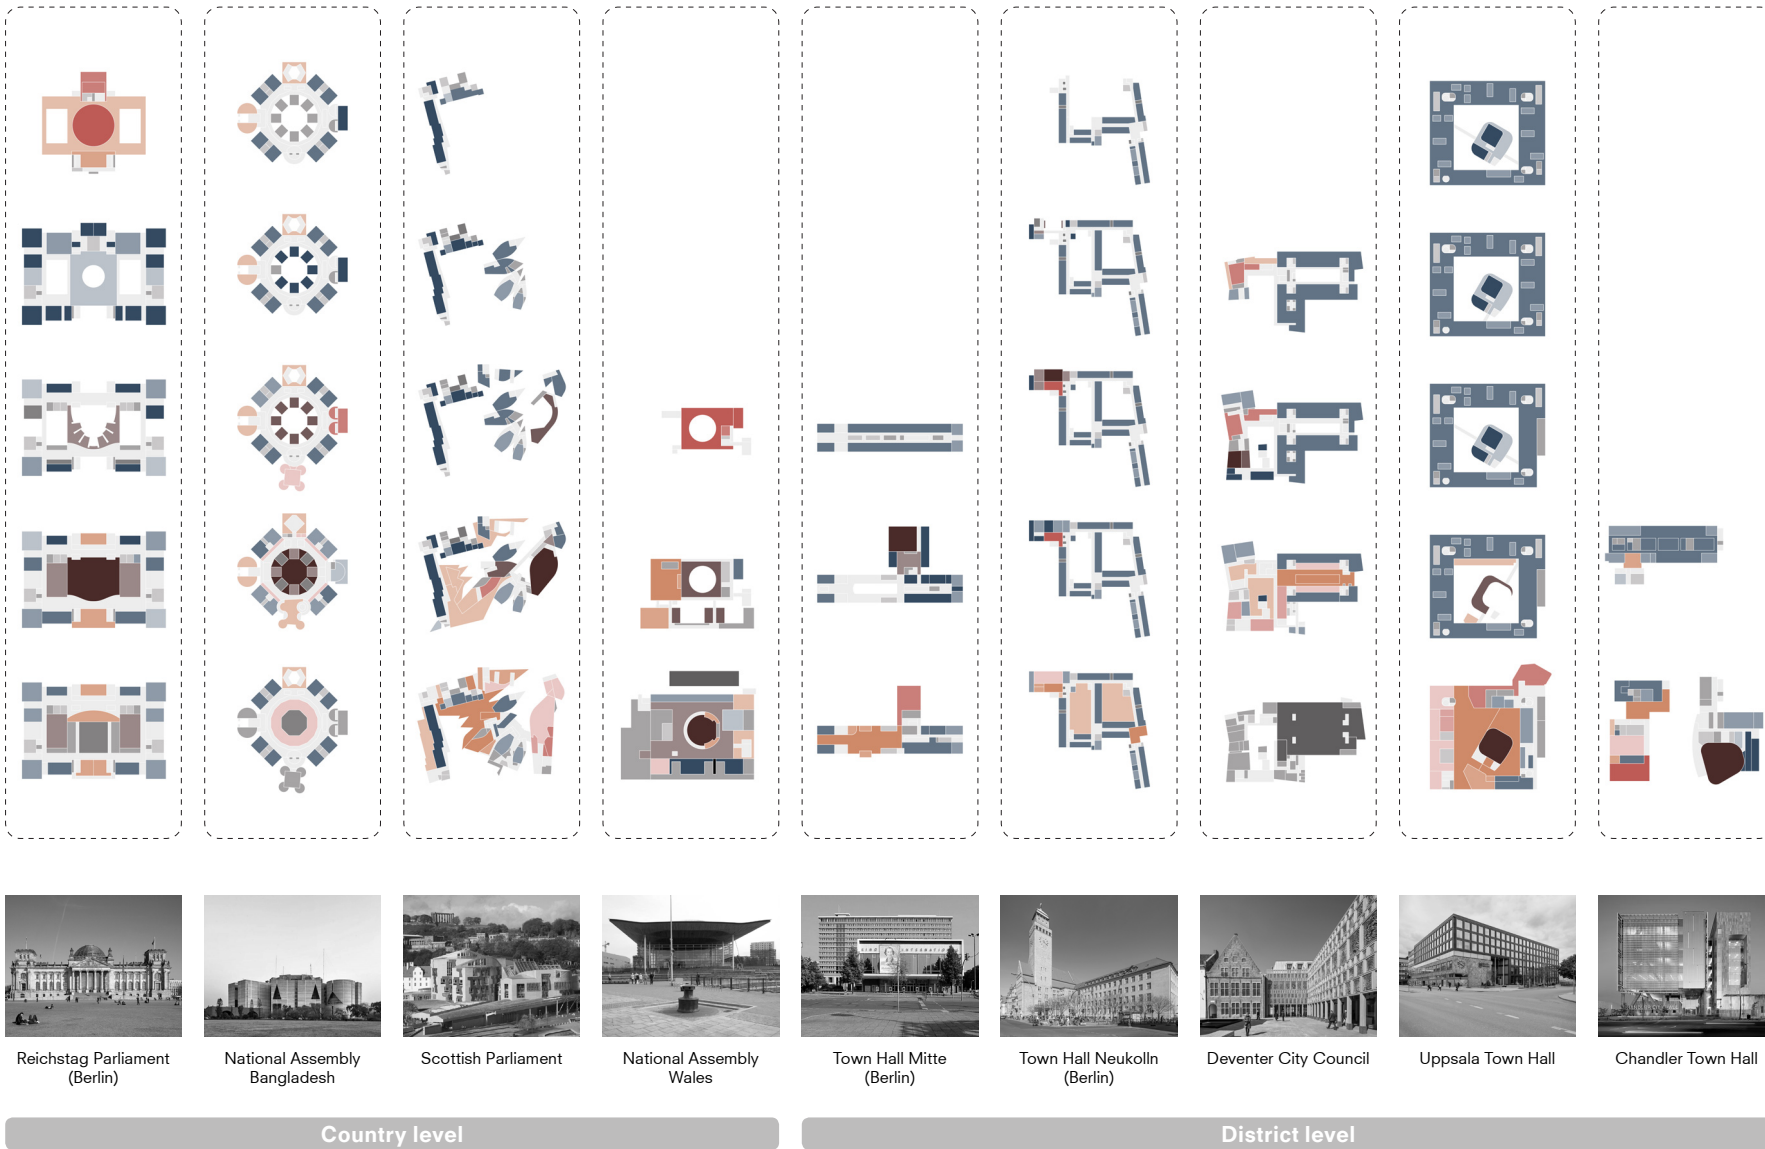 Reichstag Parliament
(Berlin)
National Assembly
Bangladesh
Scottish Parliament
National Assembly
Wales
Town Hall Mitte
(Berlin)
Town Hall Neukolln
(Berlin)
Deventer City Council
Uppsala Town Hall
Chandler Town Hall
Country level
District level